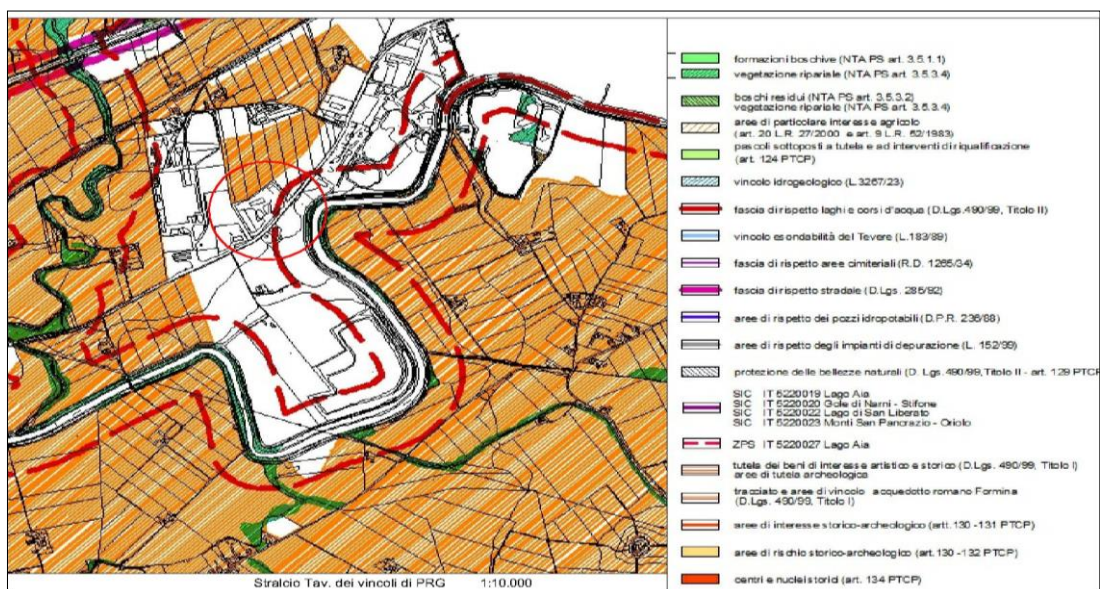 formazioni boschive (NTA PS art. 3.5.1.1)
vegetazione ripariale (NTA PS art. 3.5.3.4)
boschi residui (NTA PS art. 3.5.3.2)
vegetazione ripariale (NTA PS art. 3.5.3.4)
aree di particolare interesse agricolo
(art. 20 L.R. 27/2000 e art. 9 L.R. 52/1983)
pascoli sottoposti a tutela e ad interventi di riqualificazione
(art. 124 PTCP)
vincolo idrogeologico (L.3267/23)
fascia di rispetto laghi e corsi d'acqua (D.Lgs.490/99, Titolo II)
vincolo esondabilità del Tevere (L.183/89)
fascia di rispetto aree cimiteriali (R.D. 1265/34)
fascia di rispetto stradale (D.Lgs. 285/92)
aree di rispetto dei pozzi idropotabili (D.P.R. 236/88)
aree di rispetto degli impianti di depurazione (L. 152/99)
protezione delle bellezze naturali (D. Lgs.490/99,Titolo II - art. 129 PTCP
SIC IT 5220019 Lago Aia
SIC IT 5220020 Gole di Narni - Stifone
SIC IT 5220022 Lago di San Liberato
SIC IT 5220023 Monti San Pancrazio - Oriolo
ZPS IT 5220027 Lago Aia
tutela dei beni di interesse artistico e storico (D.Lgs. 490/99, Titolo I)
aree di tutela archeologica
tracciato e aree di vincolo acquedotto romano Formina
(D.Lgs. 490/99, Titolo I)
aree di interesse storico-archeologico (artt.130 -131 PTCP)
aree di rischio storico-archeologico (art.130 -132 PTCP)
centri e nuclei storici (art. 134 PTCP)
Stralcio Tav. dei vincoli di PRG 1:10.000